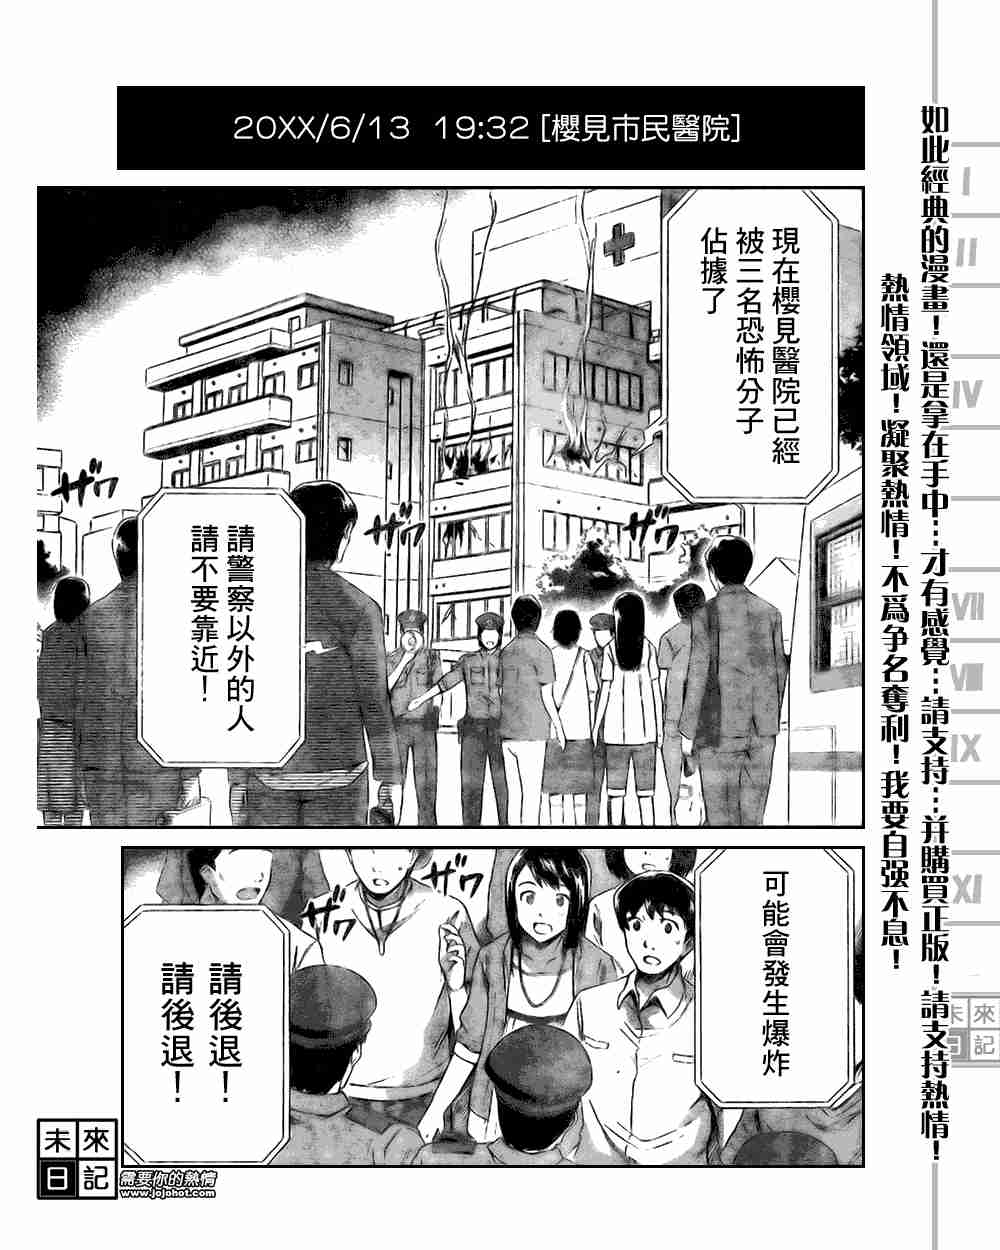 20XX/6/13 19:32 [櫻見市民醫院]
現在櫻見醫院已經
被三名恐怖分子
佔據了
請警察以外的人
請不要靠近！
ザワ
ザワ
ザワ
可能會發生爆炸
請後退！
請後退！
ザワ
ザワ
如此經典的漫畫！還是拿在手中…才有感覺…請支持…并購買正版！請支持熱情！
熱情領域！凝聚熱情！不爲争名奪利！我要自强不息！
I
II
IV
VII
VIII
IX
XI
未來
日記
未來
日記
需要你的熱情
www.jojohot.com